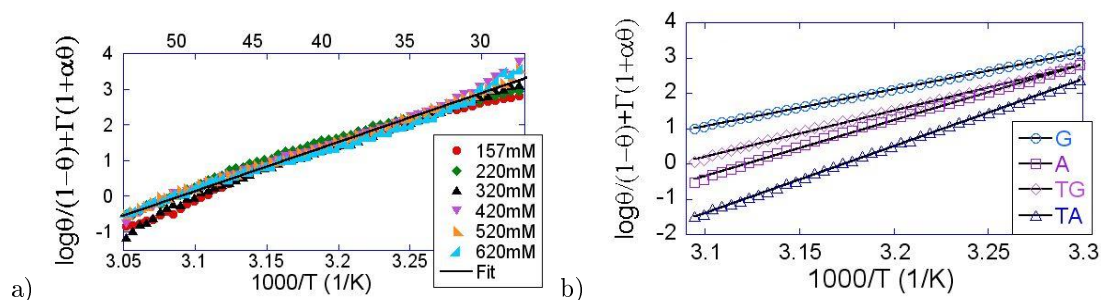 50 45 40 35 30
logθ/(1-θ)+Γ(1+αθ)
4
3
2
1
0
-1
157mM
220mM
320mM
420mM
520mM
620mM
Fit
3.05 3.1 3.15 3.2 3.25
1000/T (1/K)
a)
logθ/(1-θ)+Γ(1+αθ)
4
3
2
1
0
-1
-2
G
A
TG
TA
3.1 3.15 3.2 3.25 3.3
1000/T (1/K)
b)